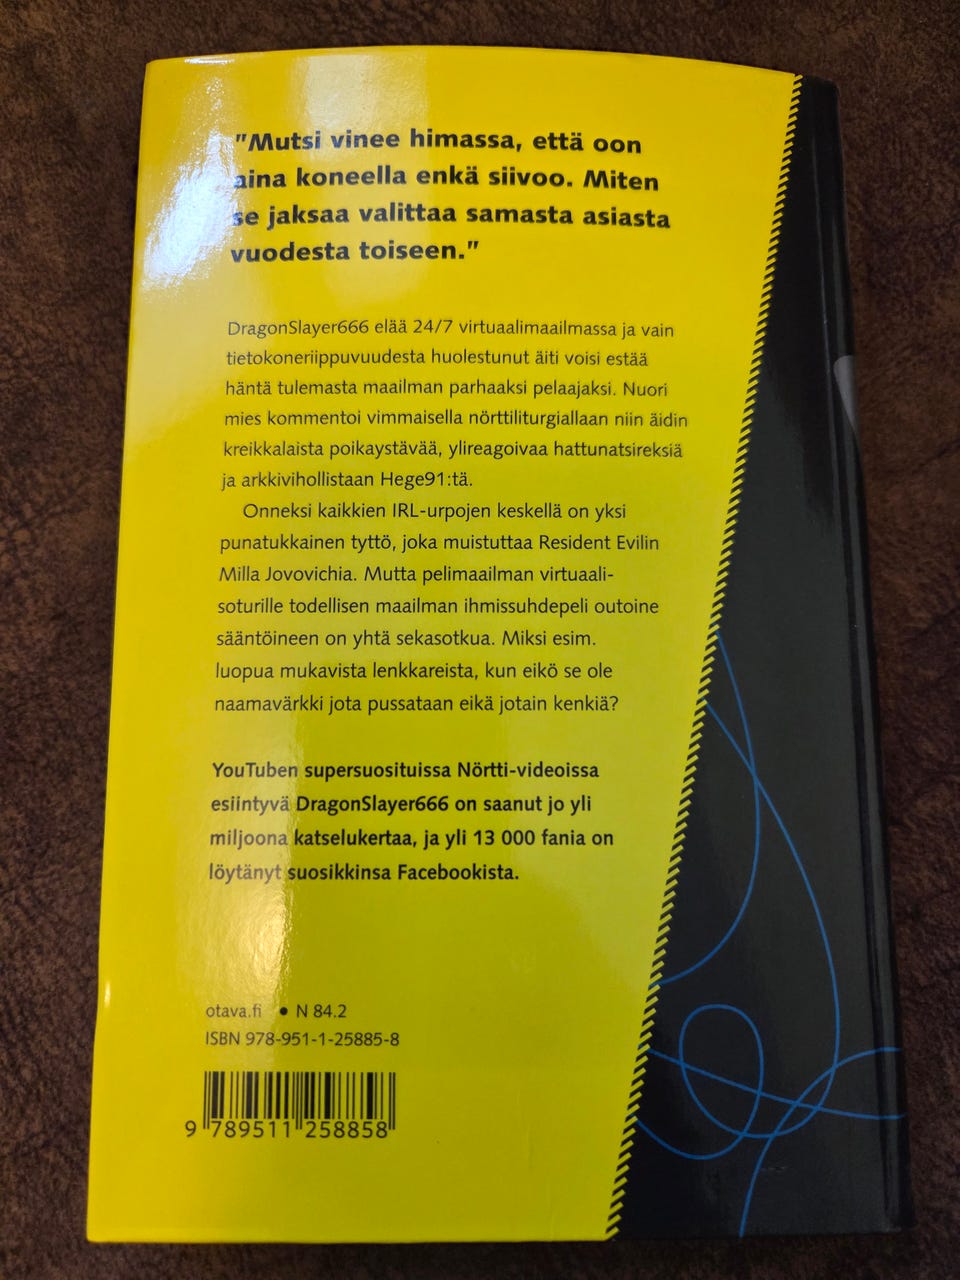 "Mutsi vinee himassa, että oon
aina koneella enkä siivoo. Miten
se jaksaa valittaa samasta asiasta
vuodesta toiseen."
DragonSlayer666 elää 24/7 virtuaalimaailmassa ja vain
tietokoneriippuvuudesta huolestunut äiti voisi estää
häntä tulemasta maailman parhaaksi pelaajaksi. Nuori
mies kommentoi vimmaisella nörttiliturgiallaan niin äidin
kreikkalaista poikaystävää, ylireagoivaa hattunatsireksiä
ja arkkivihollistaan Hege91:tä.
Onneksi kaikkien IRL-urpojen keskellä on yksi
punatukkainen tyttö, joka muistuttaa Resident Evilin
Milla Jovovichia. Mutta pelimaailman virtuaali-
soturille todellisen maailman ihmissuhdepeli outoine
sääntöineen on yhtä sekasotkua. Miksi esim.
luopua mukavista lenkkareista, kun eikö se ole
naamavärkki jota pussataan eikä jotain kenkiä?
YouTuben supersuosituissa Nörtti-videoissa
esiintyvä DragonSlayer666 on saanut jo yli
miljoona katselukertaa, ja yli 13 000 fania on
löytänyt suosikkinsa Facebookista.
otava.fi • N 84.2
ISBN 978-951-1-25885-8
9 789511 258858